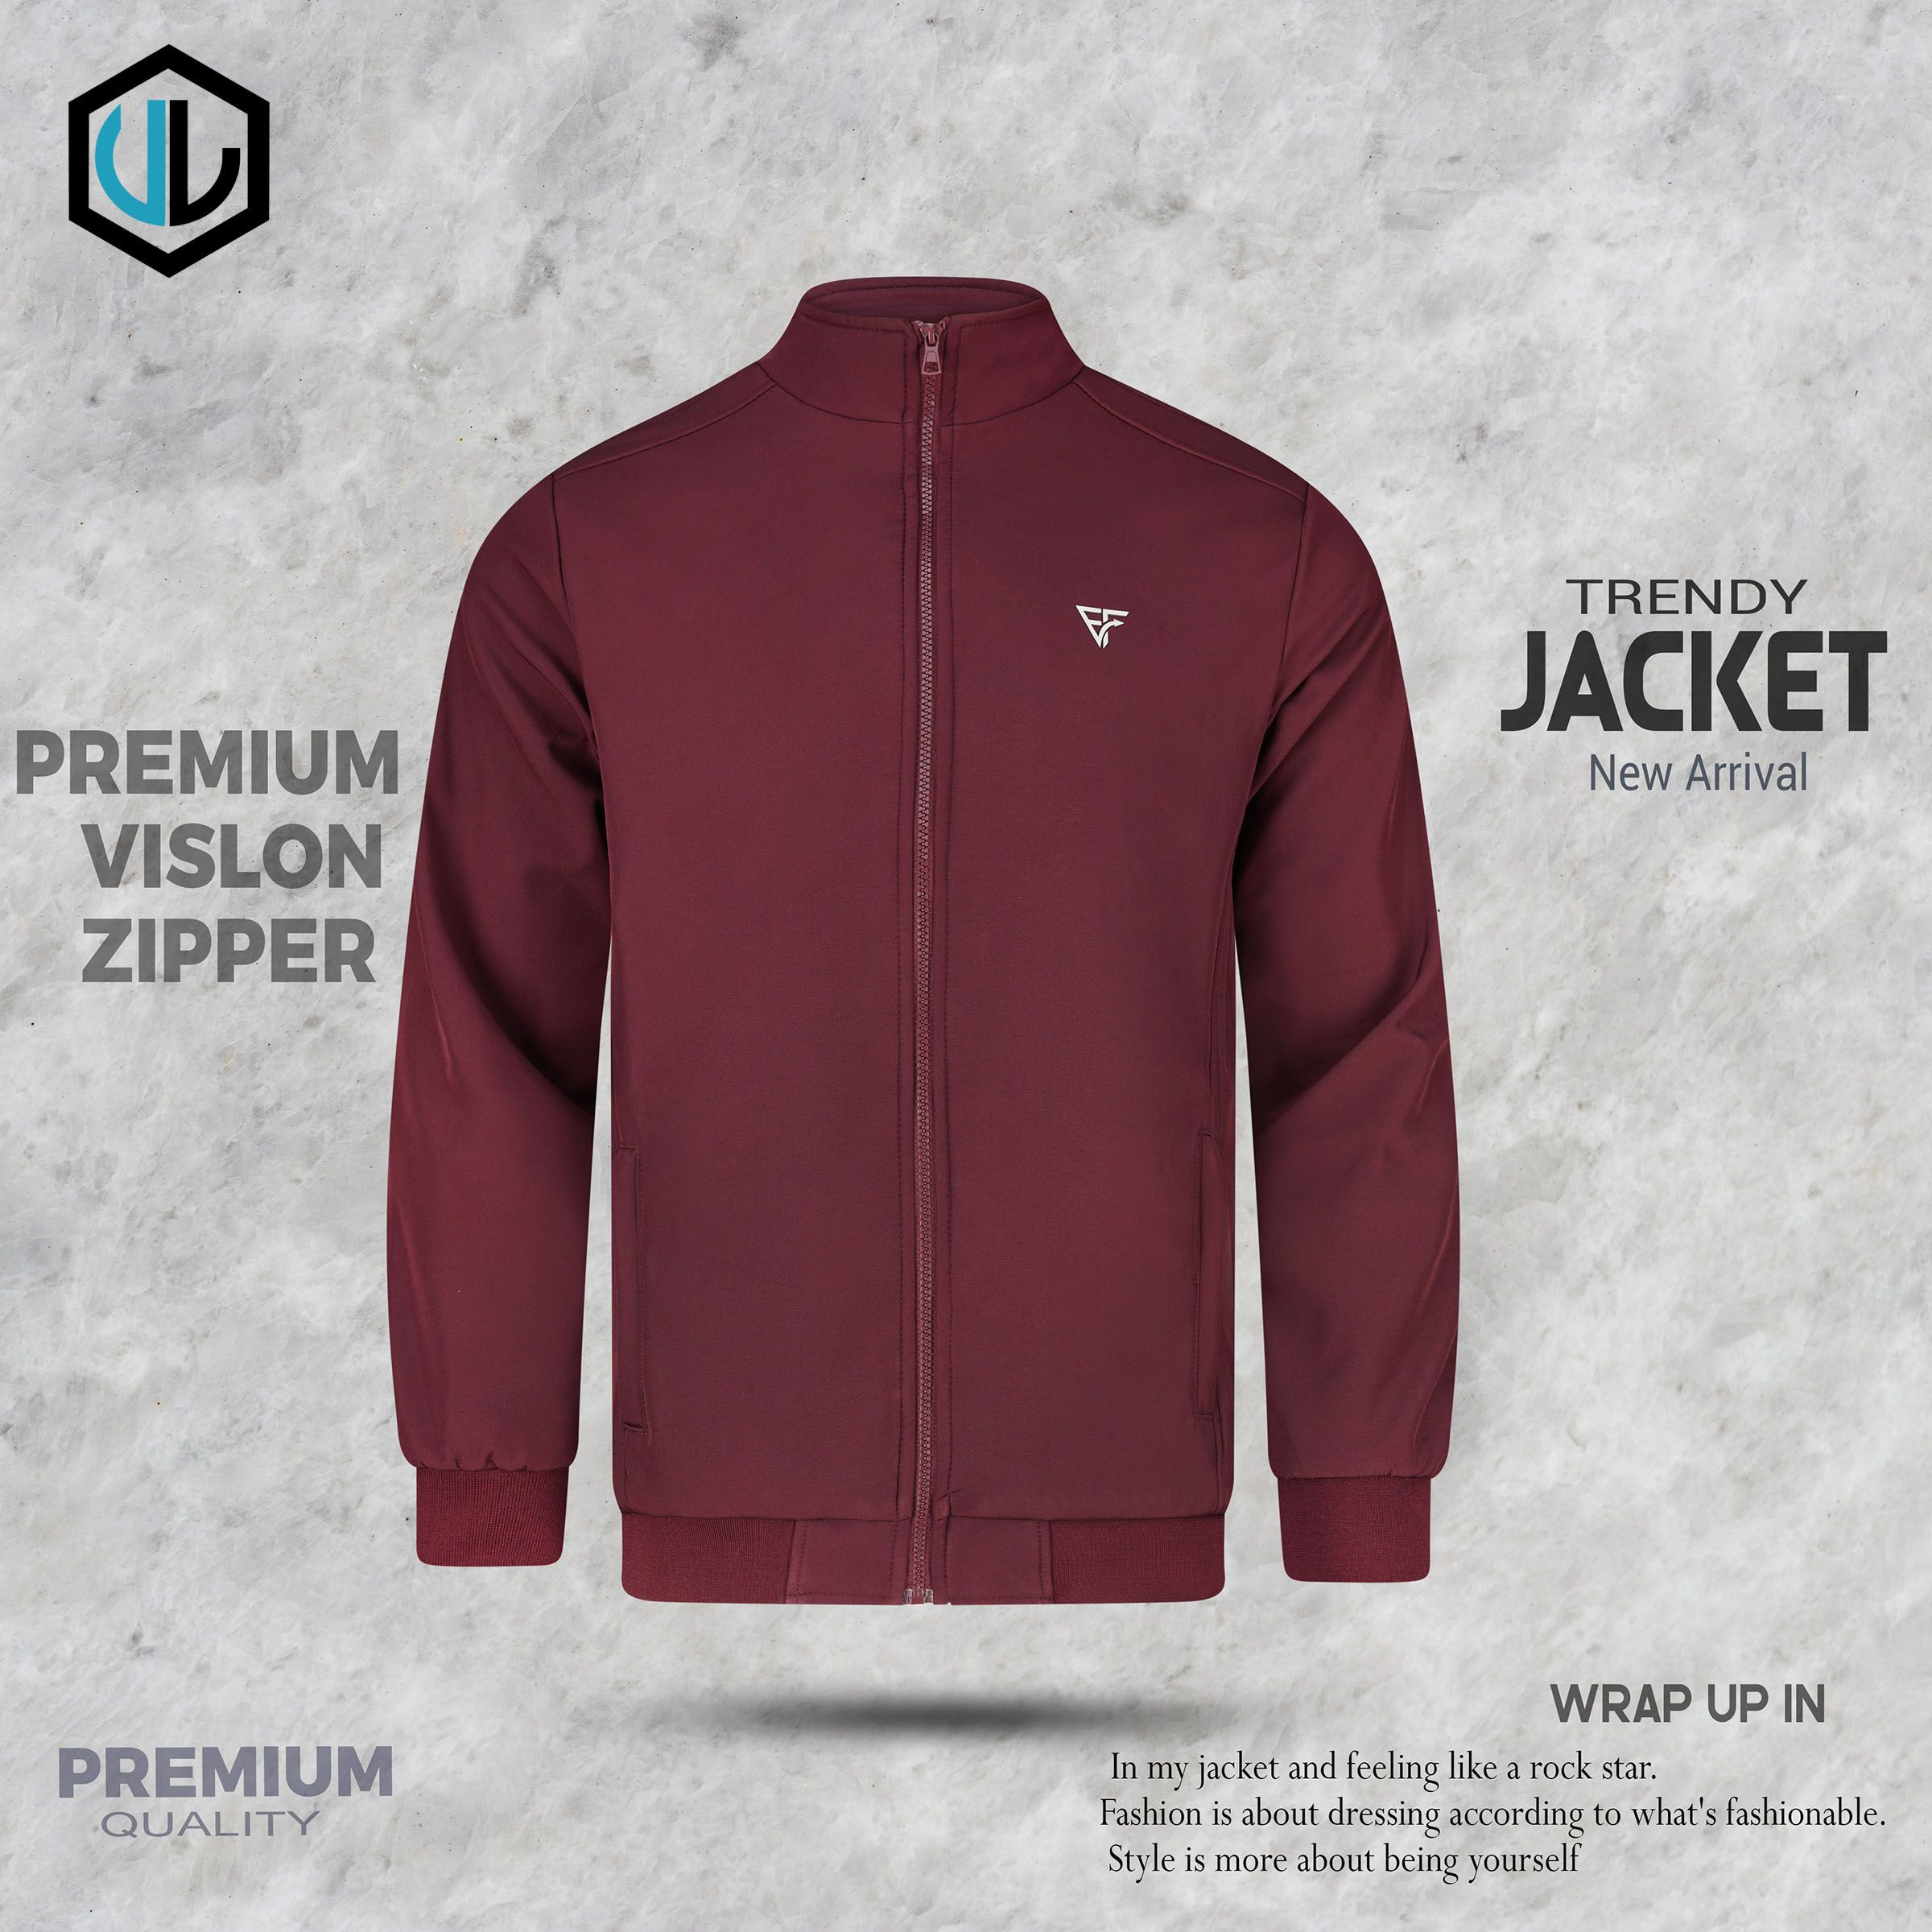 UL
TRENDY
JACKET
New Arrival
PREMIUM
VISLON
ZIPPER
WRAP UP IN
In my jacket and feeling like a rock star.
Fashion is about dressing according to what's fashionable.
Style is more about being yourself
PREMIUM
QUALITY